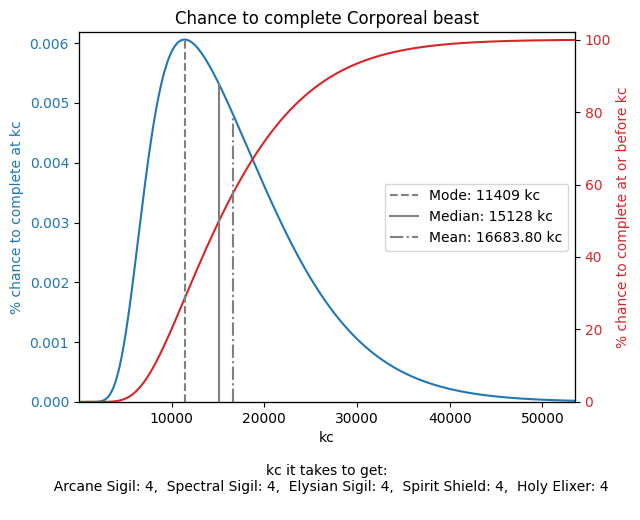 Chance to complete Corporeal beast
% chance to complete at kc
0.006
0.005
0.004
0.003
0.002
0.001
0.000
100
80
60
40
20
0
% chance to complete at or before kc
Mode: 11409 kc
Median: 15128 kc
Mean: 16683.80 kc
10000
20000
30000
40000
50000
kc
kc it takes to get:
Arcane Sigil: 4,  Spectral Sigil: 4,  Elysian Sigil: 4,  Spirit Shield: 4,  Holy Elixer: 4